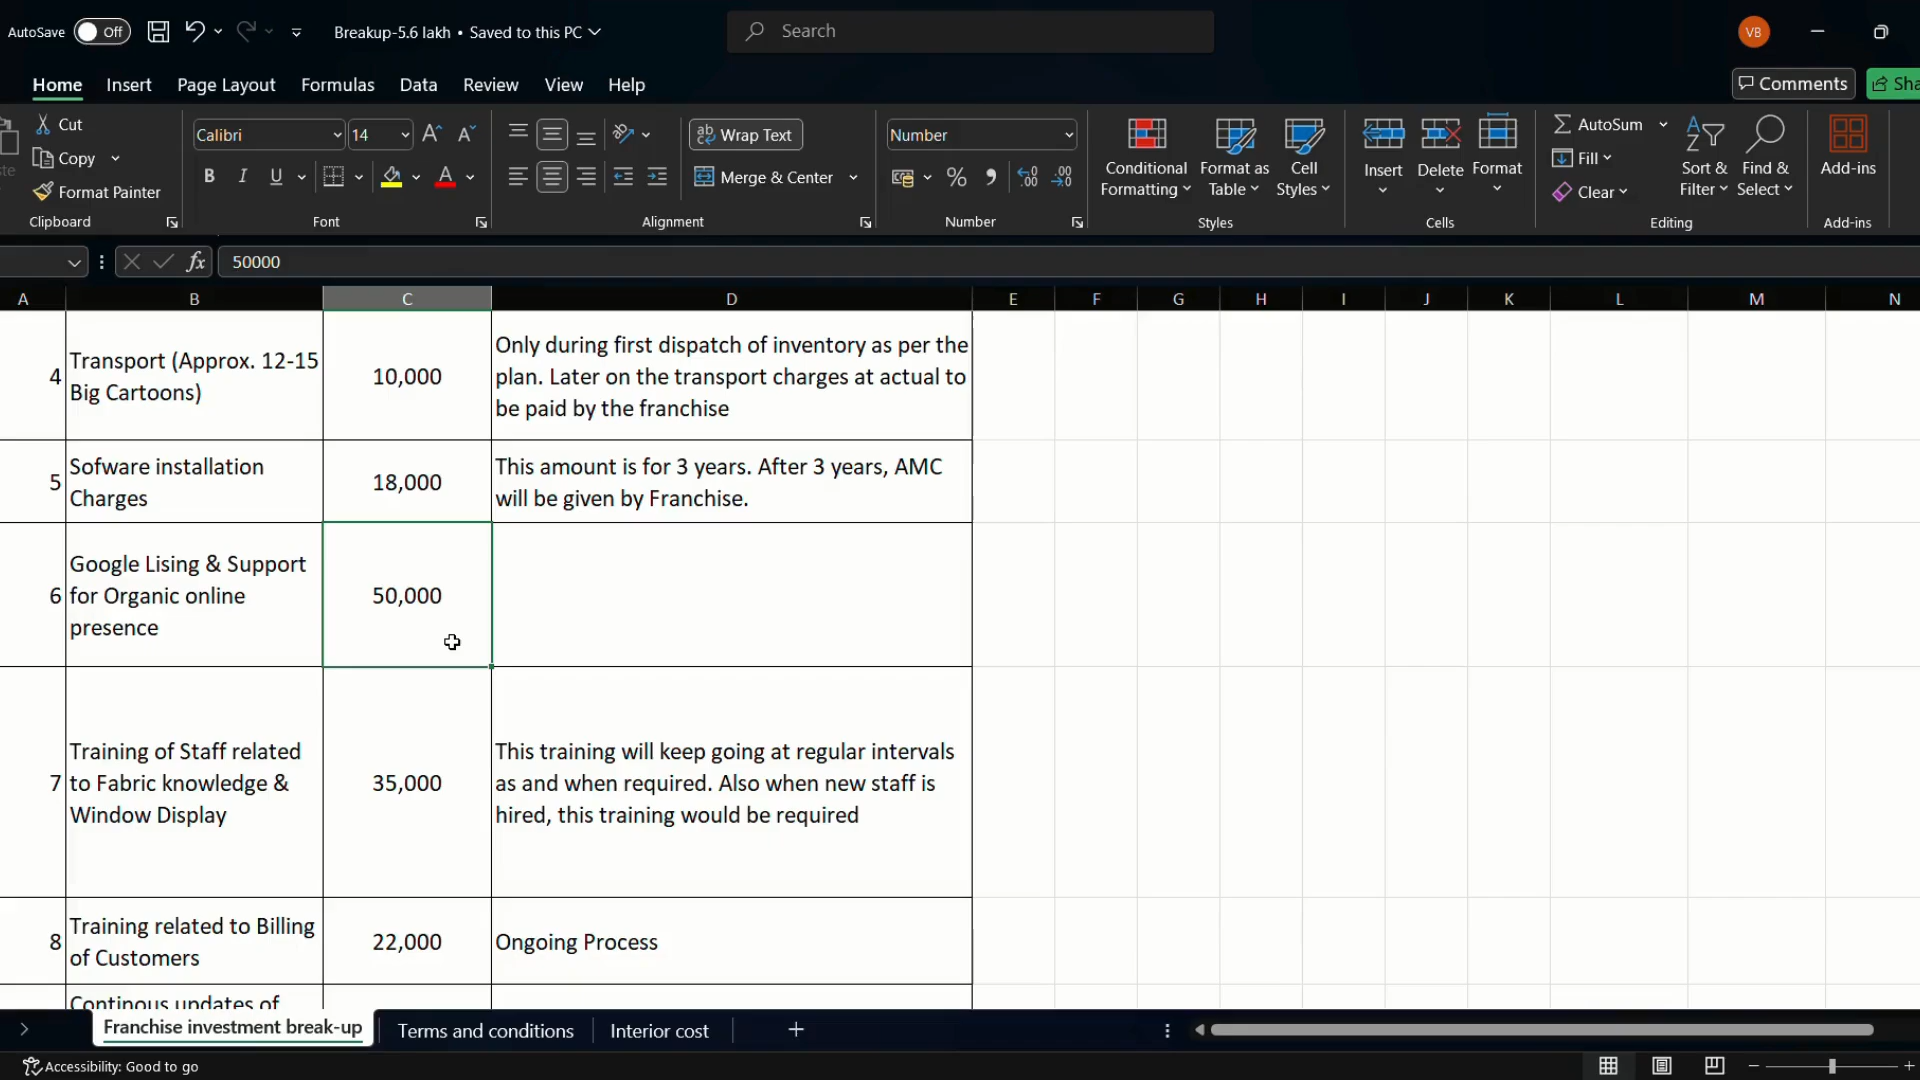 AutoSave Off Breakup-5.6 lakh • Saved to this PC Search VB
Home Insert Page Layout Formulas Data Review View Help Comments
Cut
Copy
Format Painter
Clipboard
Calibri 14
B I U A
Font
Wrap Text
Merge & Center
Alignment
Number
%
Number
Conditional
Formatting
Format as
Table
Cell
Styles
Styles
Insert
Delete
Format
Cells
AutoSum
Fill
Clear
Sort &
Filter
Find &
Select
Editing
Add-ins
Add-ins
fx 50000
A B C D E F G H I J K L M N
4
Transport (Approx. 12-15
Big Cartoons)
10,000
Only during first dispatch of inventory as per the
plan. Later on the transport charges at actual to
be paid by the franchise
5
Sofware installation
Charges
18,000
This amount is for 3 years. After 3 years, AMC
will be given by Franchise.
6
Google Lising & Support
for Organic online
presence
50,000
7
Training of Staff related
to Fabric knowledge &
Window Display
35,000
This training will keep going at regular intervals
as and when required. Also when new staff is
hired, this training would be required
8
Training related to Billing
of Customers
22,000
Ongoing Process
Continous updates of
Franchise investment break-up Terms and conditions Interior cost
Accessibility: Good to go